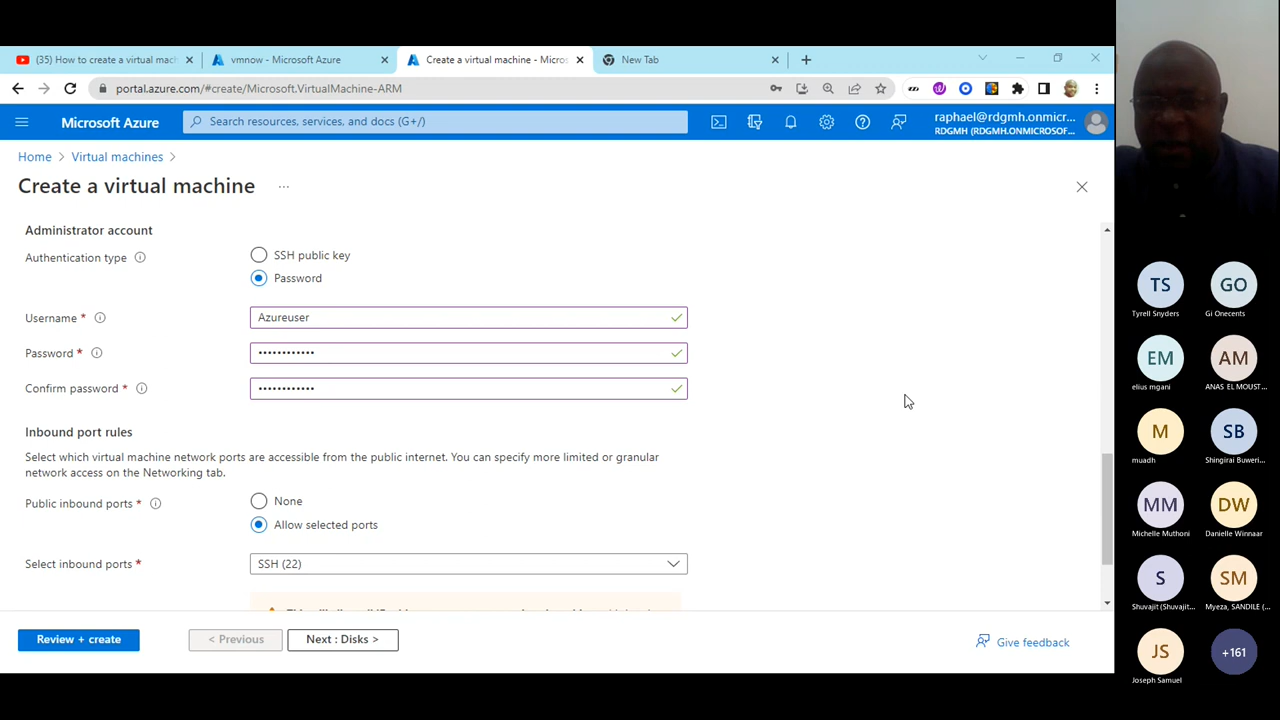 (35) How to create a virtual mach
vmnow - Microsoft Azure
Create a virtual machine - Micros
New Tab
portal.azure.com/#create/Microsoft.VirtualMachine-ARM
Microsoft Azure
Search resources, services, and docs (G+/)
raphael@rdgmh.onmicr...
RDGMH (RDGMH.ONMICROSOF...
Home > Virtual machines >
Create a virtual machine ...
Administrator account
Authentication type
SSH public key
Password
Username *
Azureuser
Password *
Confirm password *
Inbound port rules
Select which virtual machine network ports are accessible from the public internet. You can specify more limited or granular
network access on the Networking tab.
Public inbound ports *
None
Allow selected ports
Select inbound ports *
SSH (22)
Review + create
< Previous
Next : Disks >
Give feedback
TS
GO
Tyrell Snyders
Gi Onecents
EM
AM
elius mgani
ANAS EL MOUST...
M
SB
muadh
Shingirai Buweri...
MM
DW
Michelle Muthoni
Danielle Winnaar
S
SM
Shuvajit (Shuvajit...
Myeza, SANDILE (...
JS
+161
Joseph Samuel